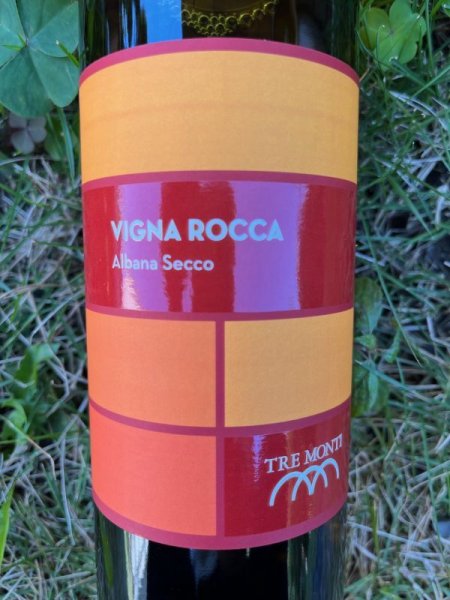 VIGNA ROCCA
Albana Secco
TRE MONTI